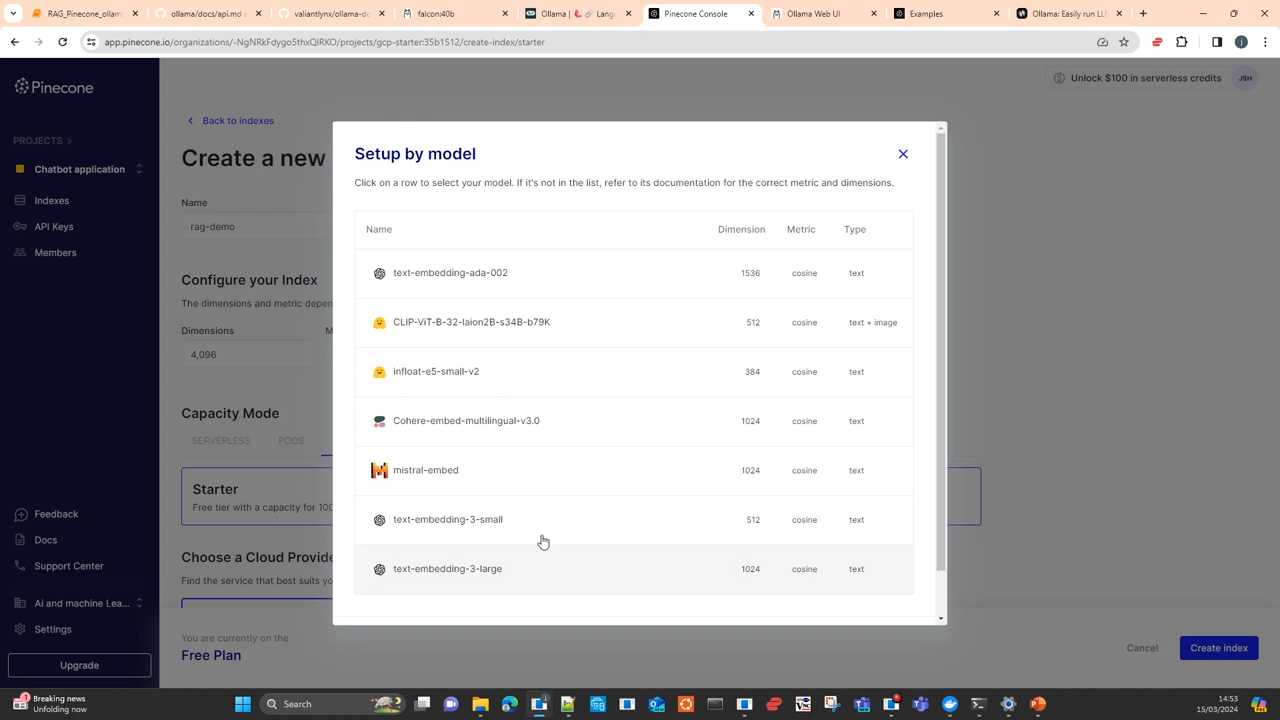 RAG_Pinecone_ollama
ollama/docs/api.md a
valiantlynx/ollama-do
falcon:40b
Ollama | 🦜️🔗 Lang
Pinecone Console
Ollama Web UI
Examples
Ollama: Easily run LL
app.pinecone.io/organizations/-NgNRkFdygo5thxQIRKO/projects/gcp-starter:35b1512/create-index/starter
Pinecone
Unlock $100 in serverless credits
JSH
PROJECTS
Chatbot application
Indexes
API Keys
Members
Back to indexes
Create a new
Name
rag-demo
Configure your Index
The dimensions and metric depen
Dimensions
M
4,096
Capacity Mode
SERVERLESS
PODS
Starter
Free tier with a capacity for 100
Choose a Cloud Provide
Find the service that best suits y
Setup by model
Click on a row to select your model. If it's not in the list, refer to its documentation for the correct metric and dimensions.
Name Dimension Metric Type
text-embedding-ada-002 1536 cosine text
CLIP-ViT-B-32-laion2B-s34B-b79K 512 cosine text + image
infloat-e5-small-v2 384 cosine text
Cohere-embed-multilingual-v3.0 1024 cosine text
mistral-embed 1024 cosine text
text-embedding-3-small 512 cosine text
text-embedding-3-large 1024 cosine text
Feedback
Docs
Support Center
Ai and machine Lea...
Settings
Upgrade
You are currently on the
Free Plan
Cancel
Create index
1
Breaking news
Unfolding now
Search
14:53
15/03/2024